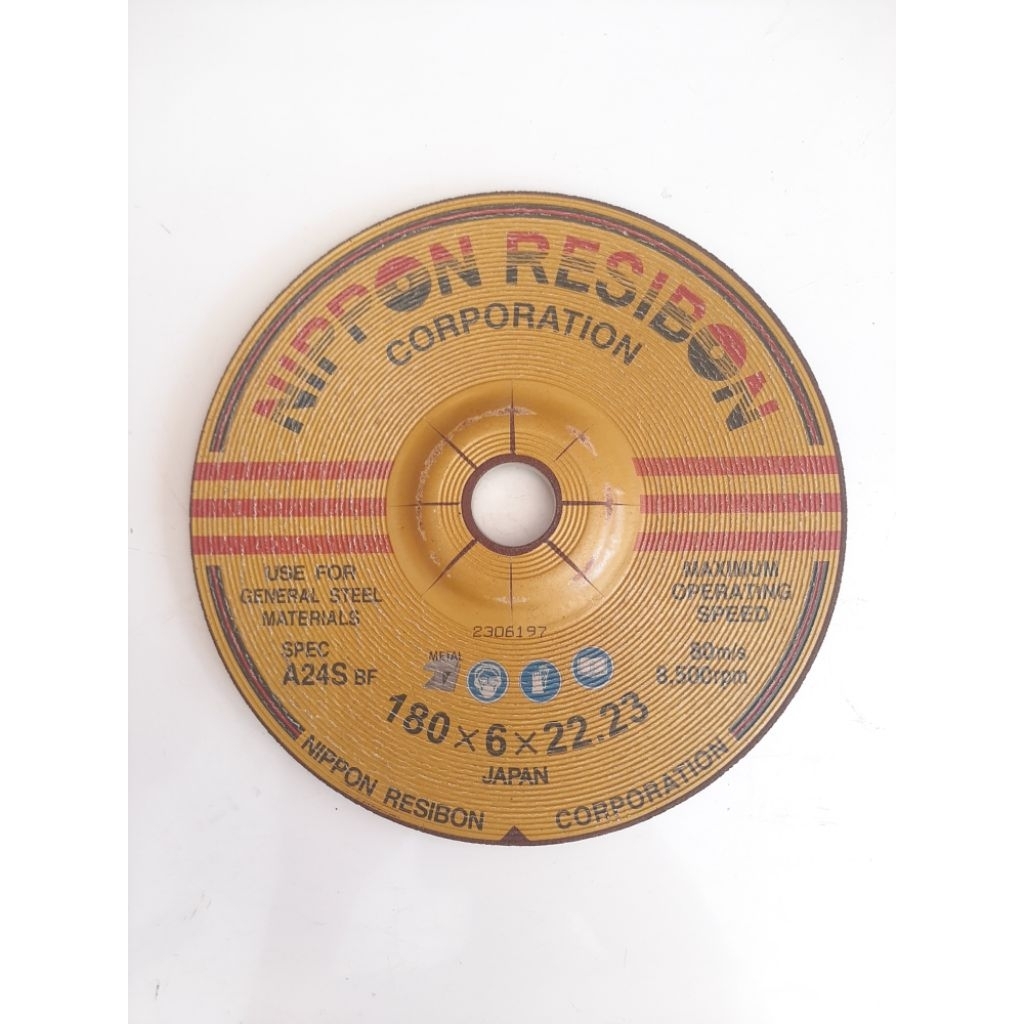 NIPPON RESIBON
CORPORATION
USE FOR
GENERAL STEEL
MATERIALS
SPEC
A24S BF
MAXIMUM
OPERATING
SPEED
80m/s
8.500rpm
2306197
METAL
180×6×22.23
JAPAN
NIPPON RESIBON CORPORATION